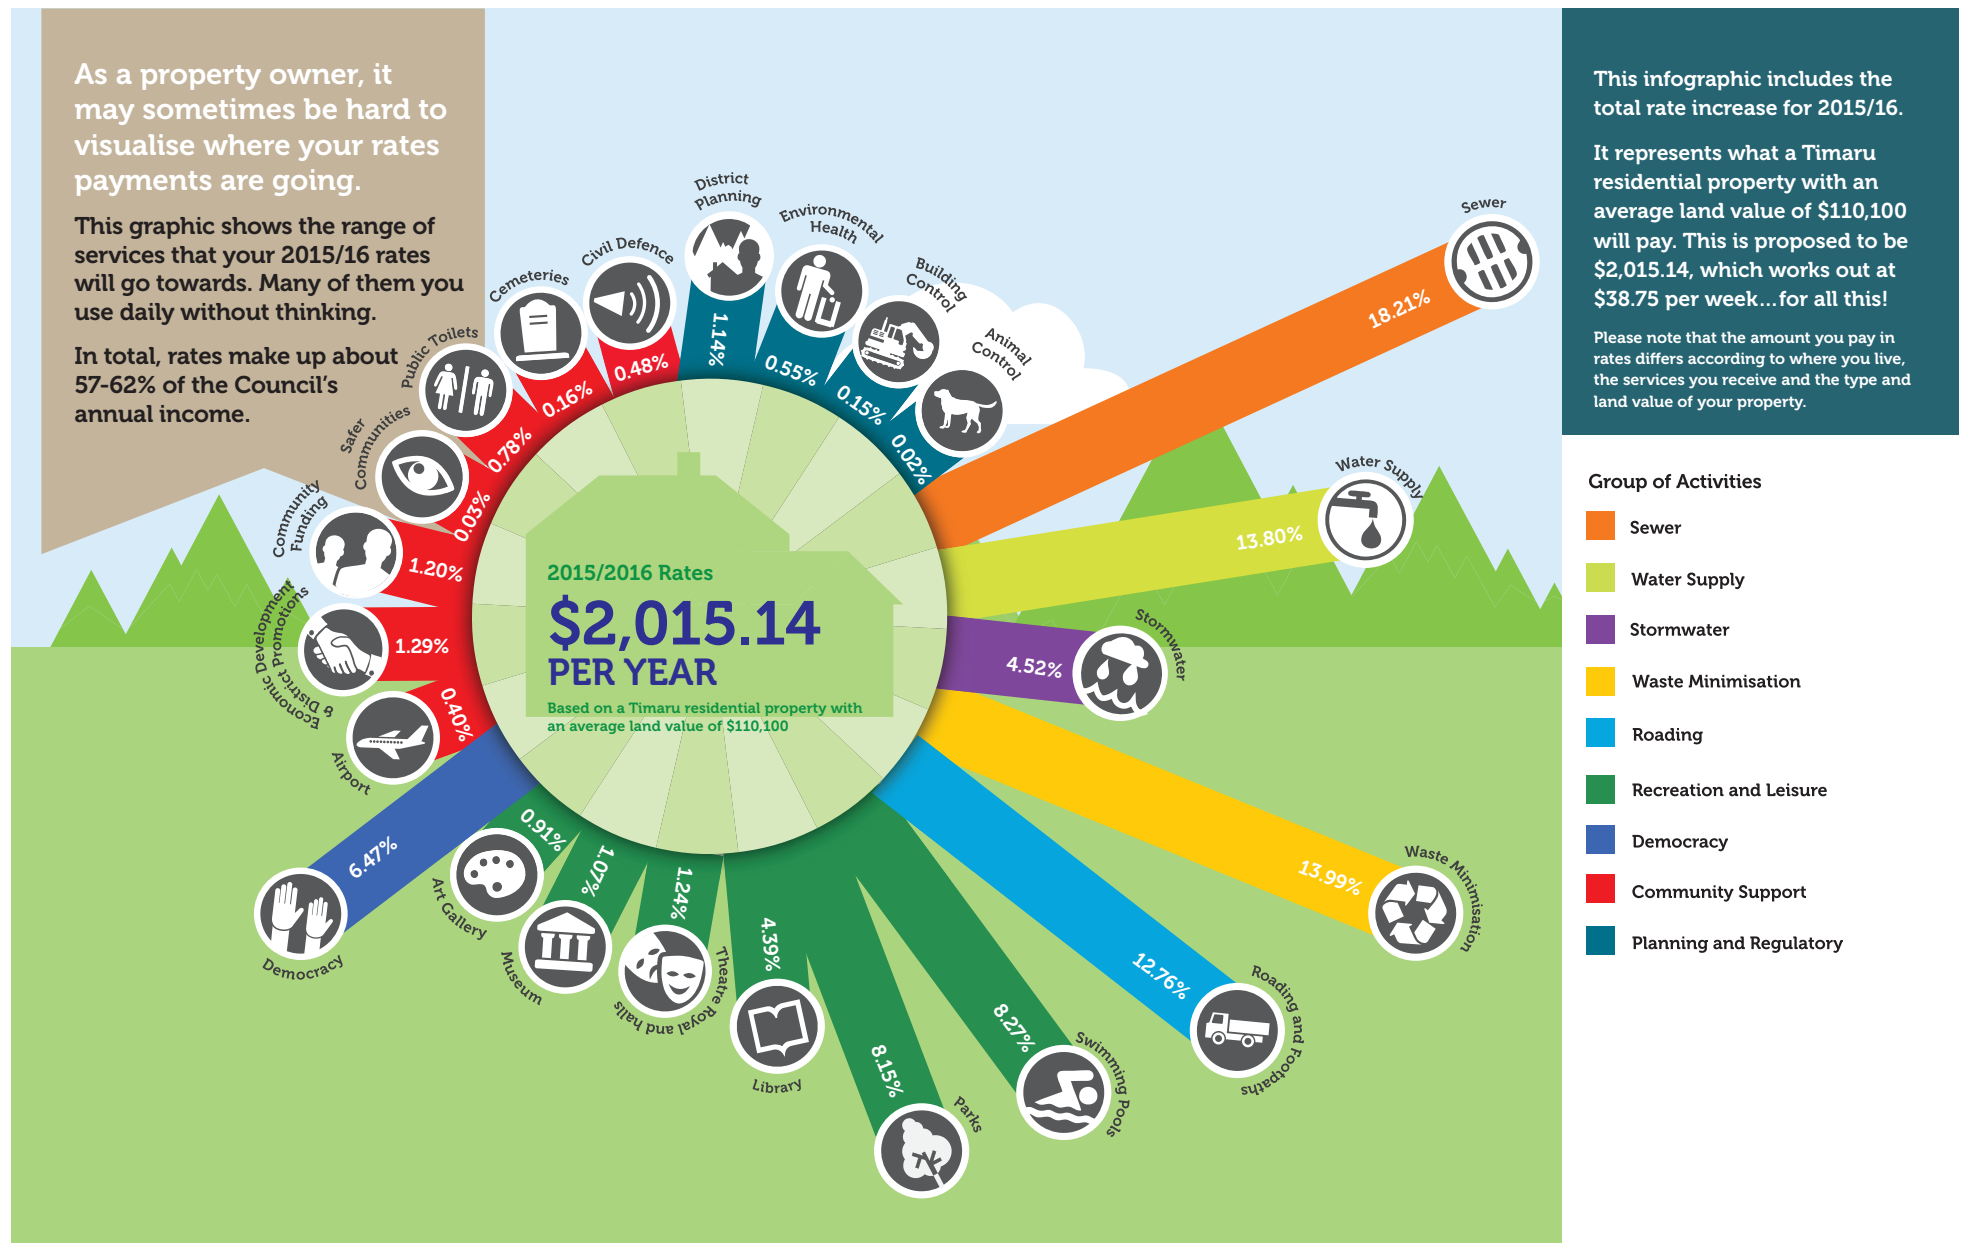 As a property owner, it
may sometimes be hard to
visualise where your rates
payments are going.
This graphic shows the range of
services that your 2015/16 rates
will go towards. Many of them you
use daily without thinking.
In total, rates make up about
57-62% of the Council's
annual income.
This infographic includes the
total rate increase for 2015/16.
It represents what a Timaru
residential property with an
average land value of $110,100
will pay. This is proposed to be
$2,015.14, which works out at
$38.75 per week...for all this!
Please note that the amount you pay in
rates differs according to where you live,
the services you receive and the type and
land value of your property.
Group of Activities
Sewer
Water Supply
Stormwater
Waste Minimisation
Roading
Recreation and Leisure
Democracy
Community Support
Planning and Regulatory
2015/2016 Rates
$2,015.14
PER YEAR
Based on a Timaru residential property with
an average land value of $110,100
District
Planning
1.14%
Environmental
Health
0.55%
Building
Control
0.15%
Animal
Control
0.02%
Sewer
18.21%
Water Supply
13.80%
Stormwater
4.52%
Waste Minimisation
13.99%
Roading and Footpaths
12.76%
Swimming Pools
8.27%
Parks
8.15%
Library
4.39%
Theatre Royal and halls
1.24%
Museum
1.07%
Art Gallery
0.91%
Democracy
6.47%
Airport
0.40%
Economic Development
& District Promotions
1.29%
Community
Funding
1.20%
Safer
Communities
0.03%
Public Toilets
0.78%
Cemeteries
0.16%
Civil Defence
0.48%